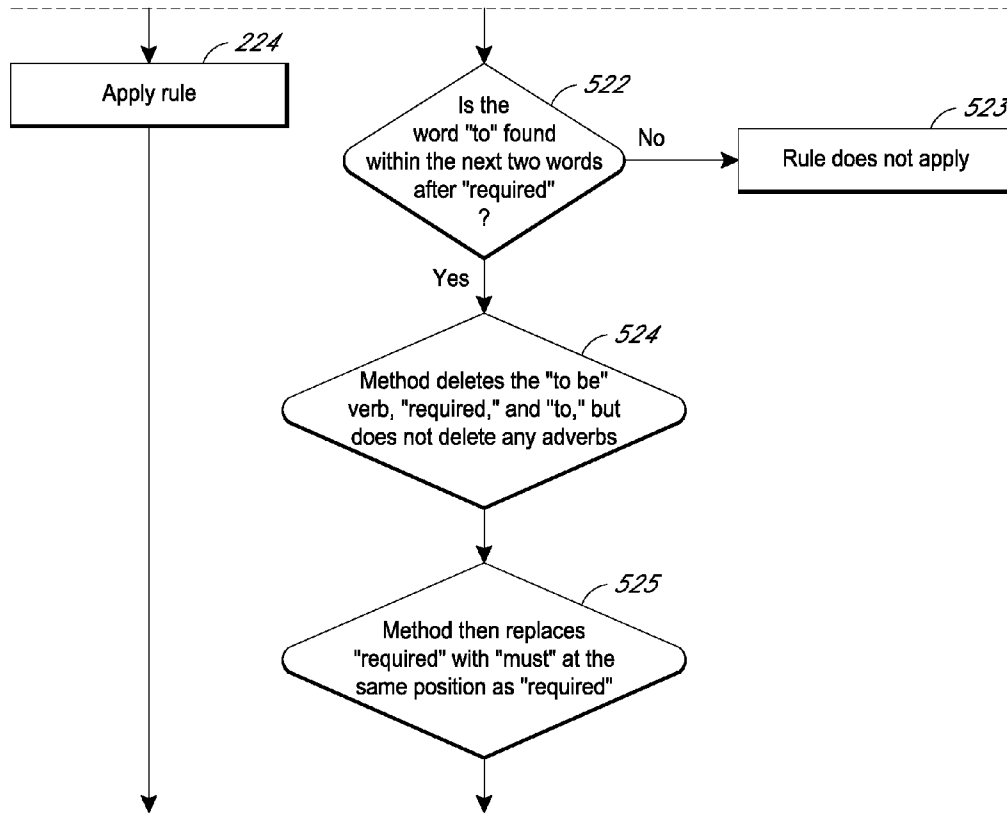 224
Apply rule
522
Is the
word "to" found
within the next two words
after "required"
?
No
523
Rule does not apply
Yes
524
Method deletes the "to be"
verb, "required," and "to," but
does not delete any adverbs
525
Method then replaces
"required" with "must" at the
same position as "required"